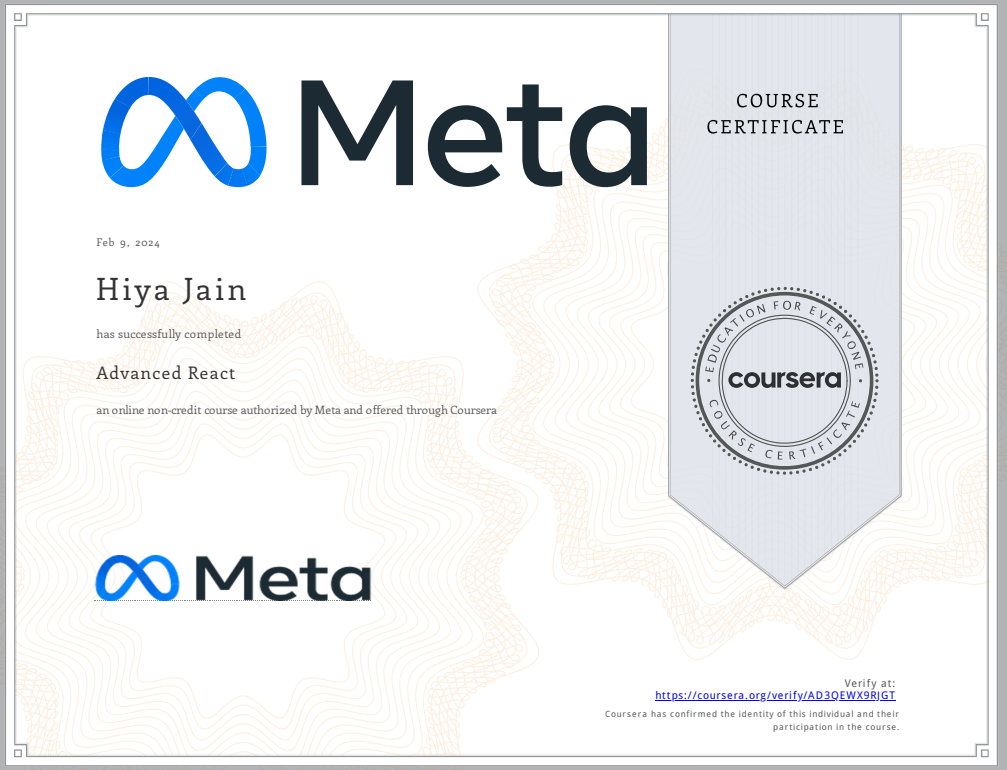 Meta
COURSE
CERTIFICATE
Feb 9, 2024
Hiya Jain
has successfully completed
Advanced React
an online non-credit course authorized by Meta and offered through Coursera
EDUCATION FOR EVERYONE
coursera
COURSE CERTIFICATE
Meta
Verify at:
https://coursera.org/verify/AD3QEWX9RJGT
Coursera has confirmed the identity of this individual and their
participation in the course.